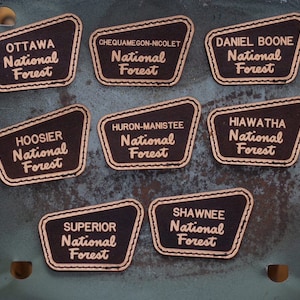 OTTAWA
National
Forest
CHEQUAMEGON-NICOLET
National
Forest
DANIEL BOONE
National
Forest
HOOSIER
National
Forest
HURON-MANISTEE
National
Forest
HIAWATHA
National
Forest
SUPERIOR
National
Forest
SHAWNEE
National
Forest